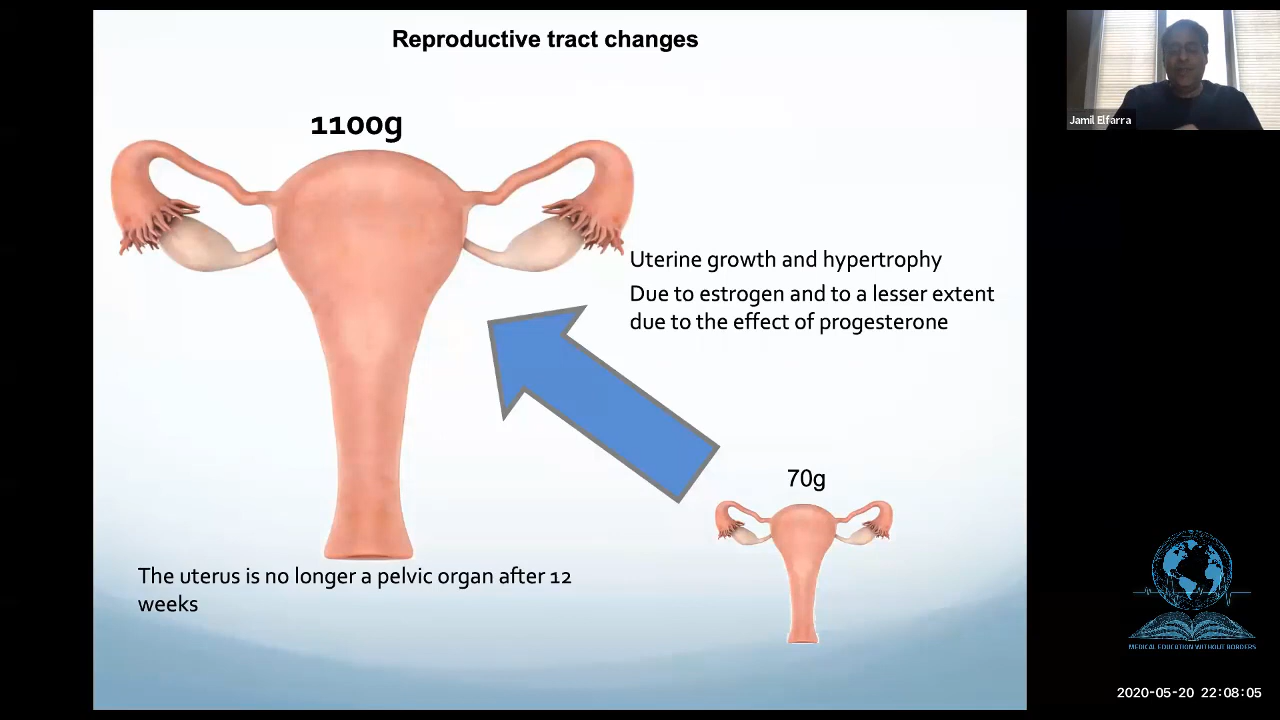 Reproductive tract changes
1100g
Jamil Elfarra
Uterine growth and hypertrophy
Due to estrogen and to a lesser extent
due to the effect of progesterone
70g
The uterus is no longer a pelvic organ after 12
weeks
MEDICAL EDUCATION WITHOUT BORDERS
2020-05-20 22:08:05